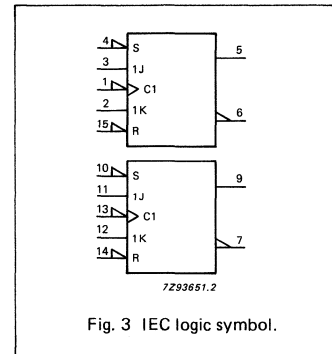 4 S 5
3 1J
1 C1
2 1K 6
15 R
10 S 9
11 1J
13 C1
12 1K 7
14 R
7Z93651.2
Fig. 3 IEC logic symbol.